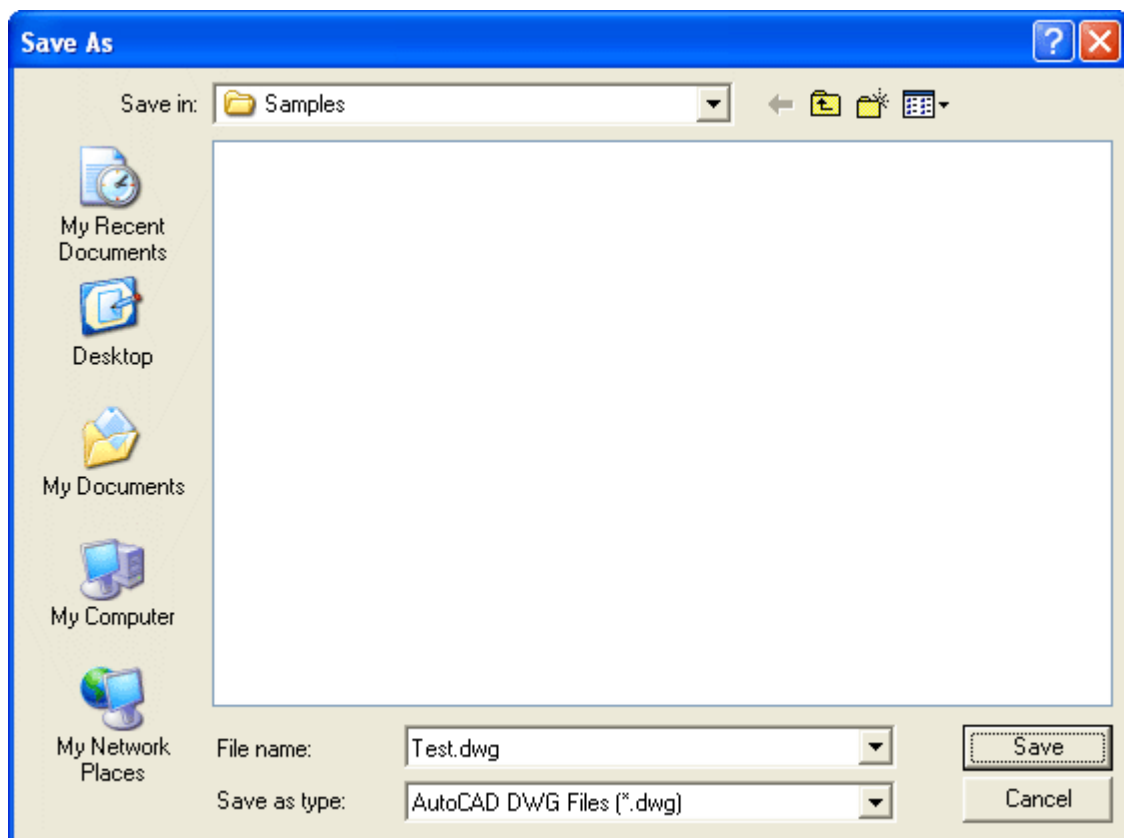 Save As
Save in: Samples
My Recent
Documents
Desktop
My Documents
My Computer
My Network
Places
File name: Test.dwg Save
Save as type: AutoCAD DWG Files (*.dwg) Cancel